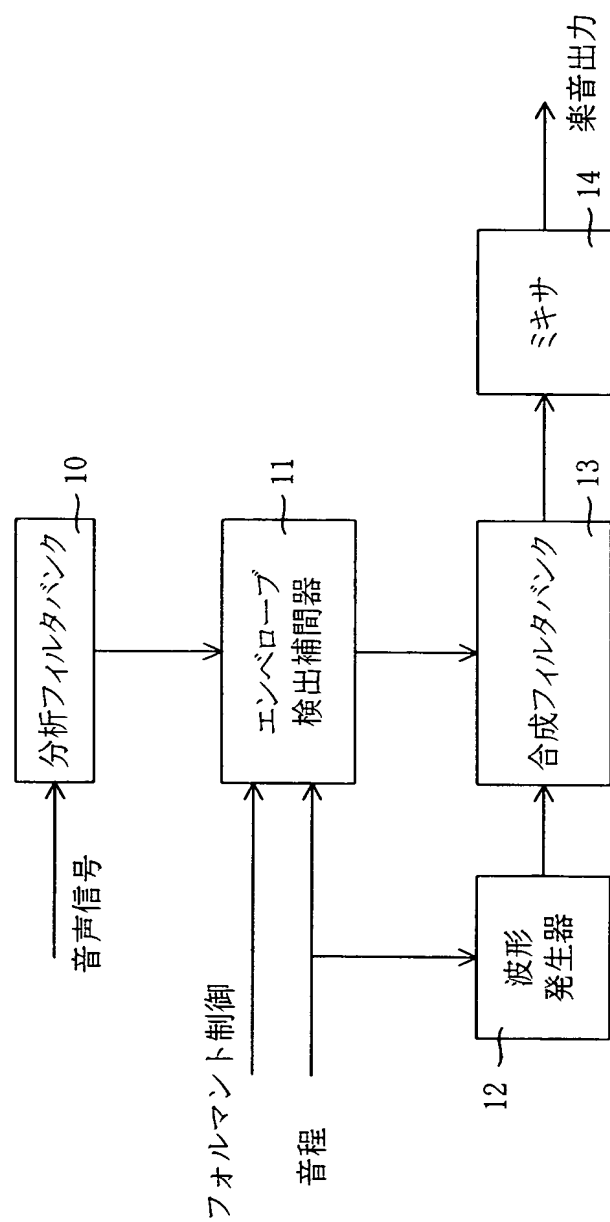 音声信号
分析フィルタバンク
10
フォルマント制御
音程
エンベロープ
検出補間器
11
波形
発生器
12
合成フィルタバンク
13
ミキサ
14
楽音出力